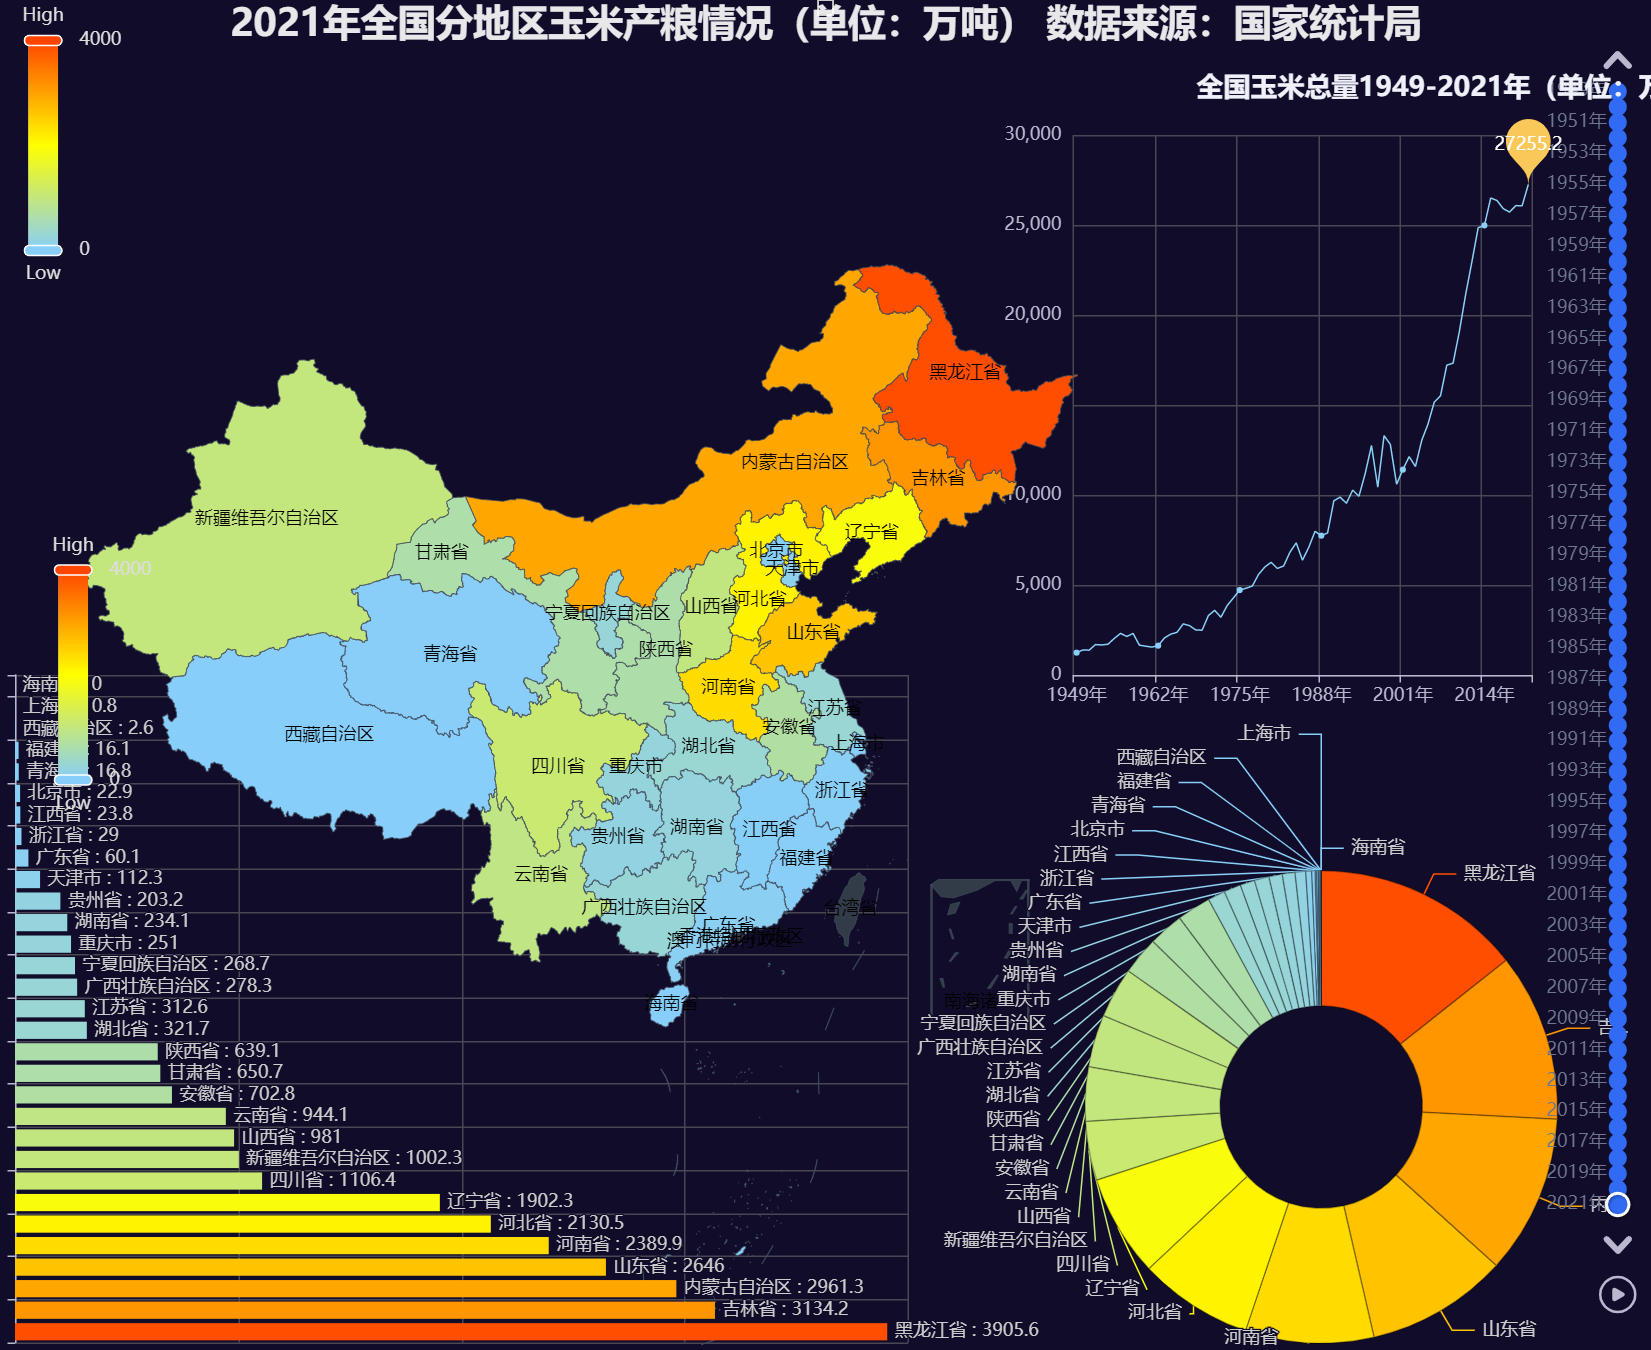 2021年全国分地区玉米产粮情况（单位：万吨） 数据来源：国家统计局
High
4000
0
Low
全国玉米总量1949-2021年（单位：万
30,000
25,000
20,000
10,000
5,000
0
27255.2
1949年
1962年
1975年
1988年
2001年
2014年
1951年
1953年
1955年
1957年
1959年
1961年
1963年
1965年
1967年
1969年
1971年
1973年
1975年
1977年
1979年
1981年
1983年
1985年
1987年
1989年
1991年
1993年
1995年
1997年
1999年
2001年
2003年
2005年
2007年
2009年
2011年
2013年
2015年
2017年
2019年
2021年
黑龙江省
内蒙古自治区
吉林省
新疆维吾尔自治区
辽宁省
甘肃省
北京市
天津市
河北省
山西省
宁夏回族自治区
山东省
陕西省
青海省
河南省
江苏省
安徽省
西藏自治区
上海市
湖北省
四川省
重庆市
浙江省
贵州省
湖南省
江西省
福建省
云南省
广西壮族自治区
台湾省
广东省
海南省
High
4000
0
Low
海南 0
上海 0.8
西藏 治区 : 2.6
福建 : 16.1
青海 : 16.8
北京市 : 22.9
江西省 : 23.8
浙江省 : 29
广东省 : 60.1
天津市 : 112.3
贵州省 : 203.2
湖南省 : 234.1
重庆市 : 251
宁夏回族自治区 : 268.7
广西壮族自治区 : 278.3
江苏省 : 312.6
湖北省 : 321.7
陕西省 : 639.1
甘肃省 : 650.7
安徽省 : 702.8
云南省 : 944.1
山西省 : 981
新疆维吾尔自治区 : 1002.3
四川省 : 1106.4
辽宁省 : 1902.3
河北省 : 2130.5
河南省 : 2389.9
山东省 : 2646
内蒙古自治区 : 2961.3
吉林省 : 3134.2
黑龙江省 : 3905.6
上海市
西藏自治区
福建省
青海省
北京市
江西省
浙江省
广东省
天津市
贵州省
湖南省
重庆市
宁夏回族自治区
广西壮族自治区
江苏省
湖北省
陕西省
甘肃省
安徽省
云南省
山西省
新疆维吾尔自治区
四川省
辽宁省
河北省
河南省
海南省
黑龙江省
吉
山东省